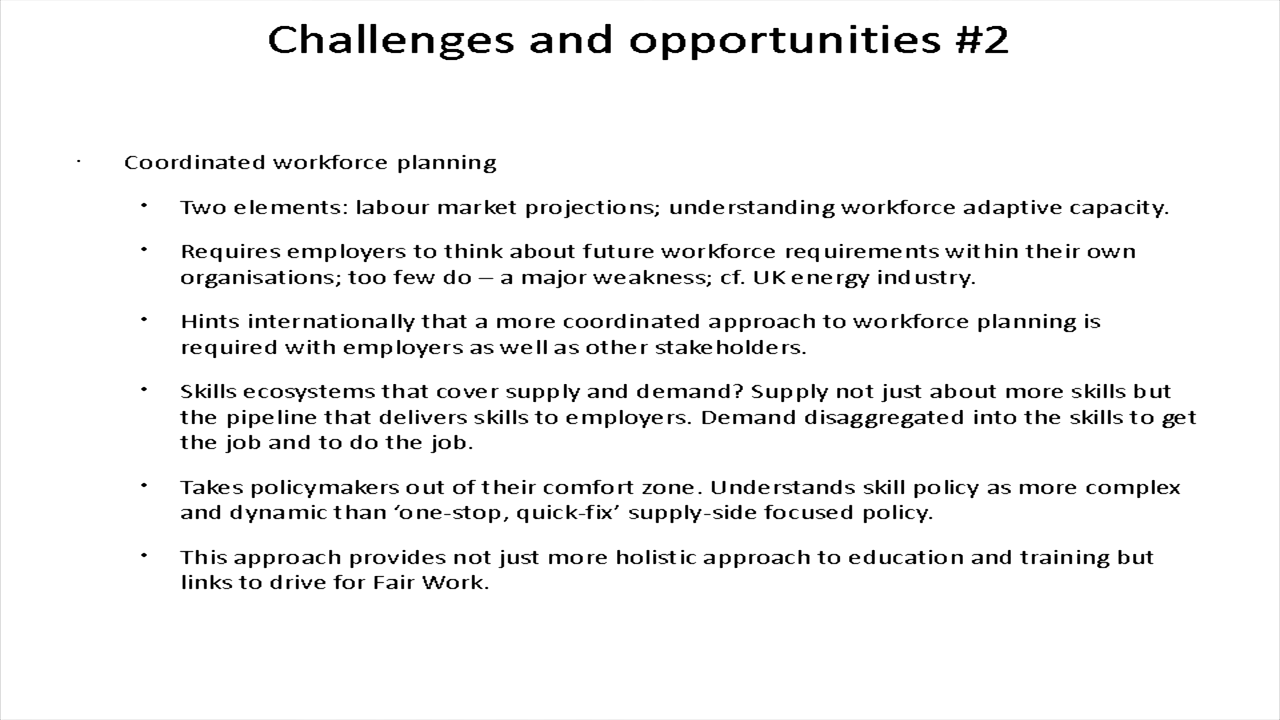 Challenges and opportunities #2
· Coordinated workforce planning
• Two elements: labour market projections; understanding workforce adaptive capacity.
• Requires employers to think about future workforce requirements within their own
organisations; too few do – a major weakness; cf. UK energy industry.
• Hints internationally that a more coordinated approach to workforce planning is
required with employers as well as other stakeholders.
• Skills ecosystems that cover supply and demand? Supply not just about more skills but
the pipeline that delivers skills to employers. Demand disaggregated into the skills to get
the job and to do the job.
• Takes policymakers out of their comfort zone. Understands skill policy as more complex
and dynamic than ‘one-stop, quick-fix’ supply-side focused policy.
• This approach provides not just more holistic approach to education and training but
links to drive for Fair Work.